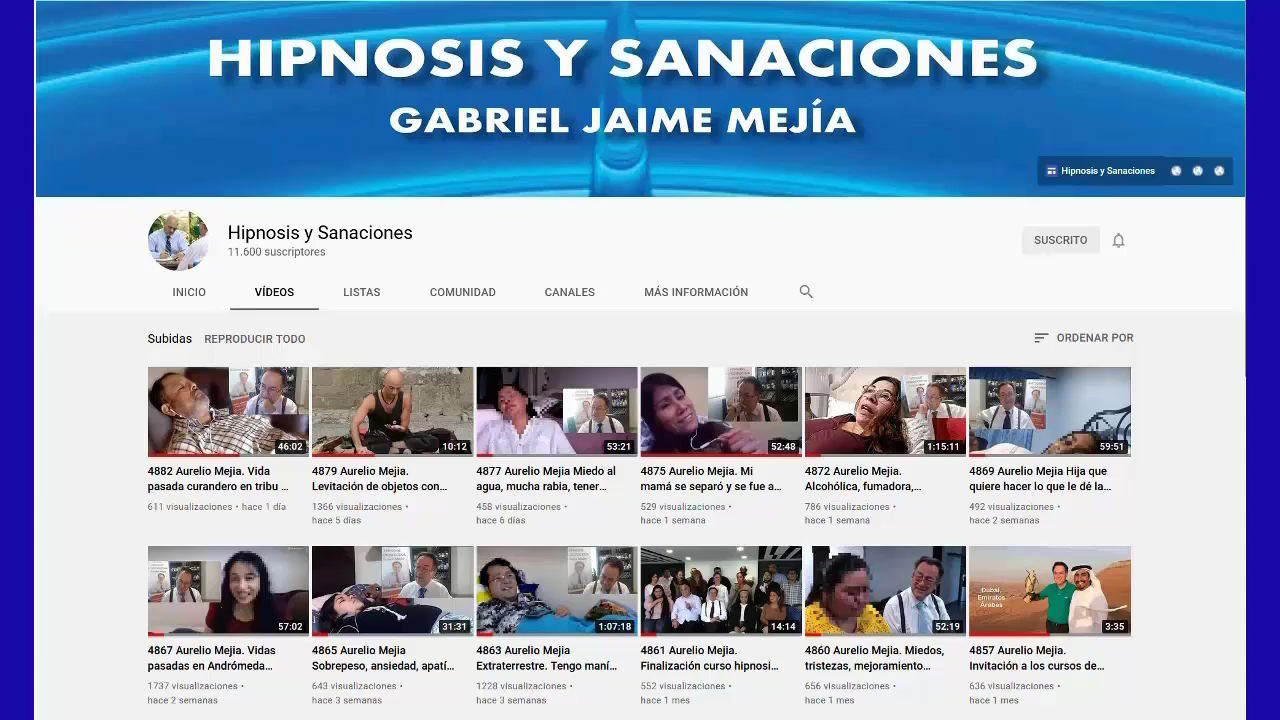 HIPNOSIS Y SANACIONES
GABRIEL JAIME MEJÍA
Hipnosis y Sanaciones
Hipnosis y Sanaciones
11.600 suscriptores
SUSCRITO
INICIO VÍDEOS LISTAS COMUNIDAD CANALES MÁS INFORMACIÓN
Subidas REPRODUCIR TODO ORDENAR POR
46:02 10:12 53:21 52:48 1:15:11 59:51
4882 Aurelio Mejia. Vida
pasada curandero en tribu ...
611 visualizaciones • hace 1 día
4879 Aurelio Mejia.
Levitación de objetos con...
1366 visualizaciones •
hace 5 días
4877 Aurelio Mejia Miedo al
agua, mucha rabia, tener...
458 visualizaciones •
hace 6 días
4875 Aurelio Mejia. Mi
mamá se separó y se fue a...
529 visualizaciones •
hace 1 semana
4872 Aurelio Mejia.
Alcohólica, fumadora,...
786 visualizaciones •
hace 1 semana
4869 Aurelio Mejia Hija que
quiere hacer lo que le dé la...
492 visualizaciones •
hace 2 semanas
Dubai,
Emiratos
Árabes
57:02 31:31 1:07:18 14:14 52:19 3:35
4867 Aurelio Mejia. Vidas
pasadas en Andrómeda...
1737 visualizaciones •
hace 2 semanas
4865 Aurelio Mejia
Sobrepeso, ansiedad, apatí...
643 visualizaciones •
hace 3 semanas
4863 Aurelio Mejia
Extraterrestre. Tengo maní...
1228 visualizaciones •
hace 3 semanas
4861 Aurelio Mejia.
Finalización curso hipnosi...
552 visualizaciones •
hace 1 mes
4860 Aurelio Mejia. Miedos,
tristezas, mejoramiento...
656 visualizaciones •
hace 1 mes
4857 Aurelio Mejia.
Invitación a los cursos de...
636 visualizaciones •
hace 1 mes